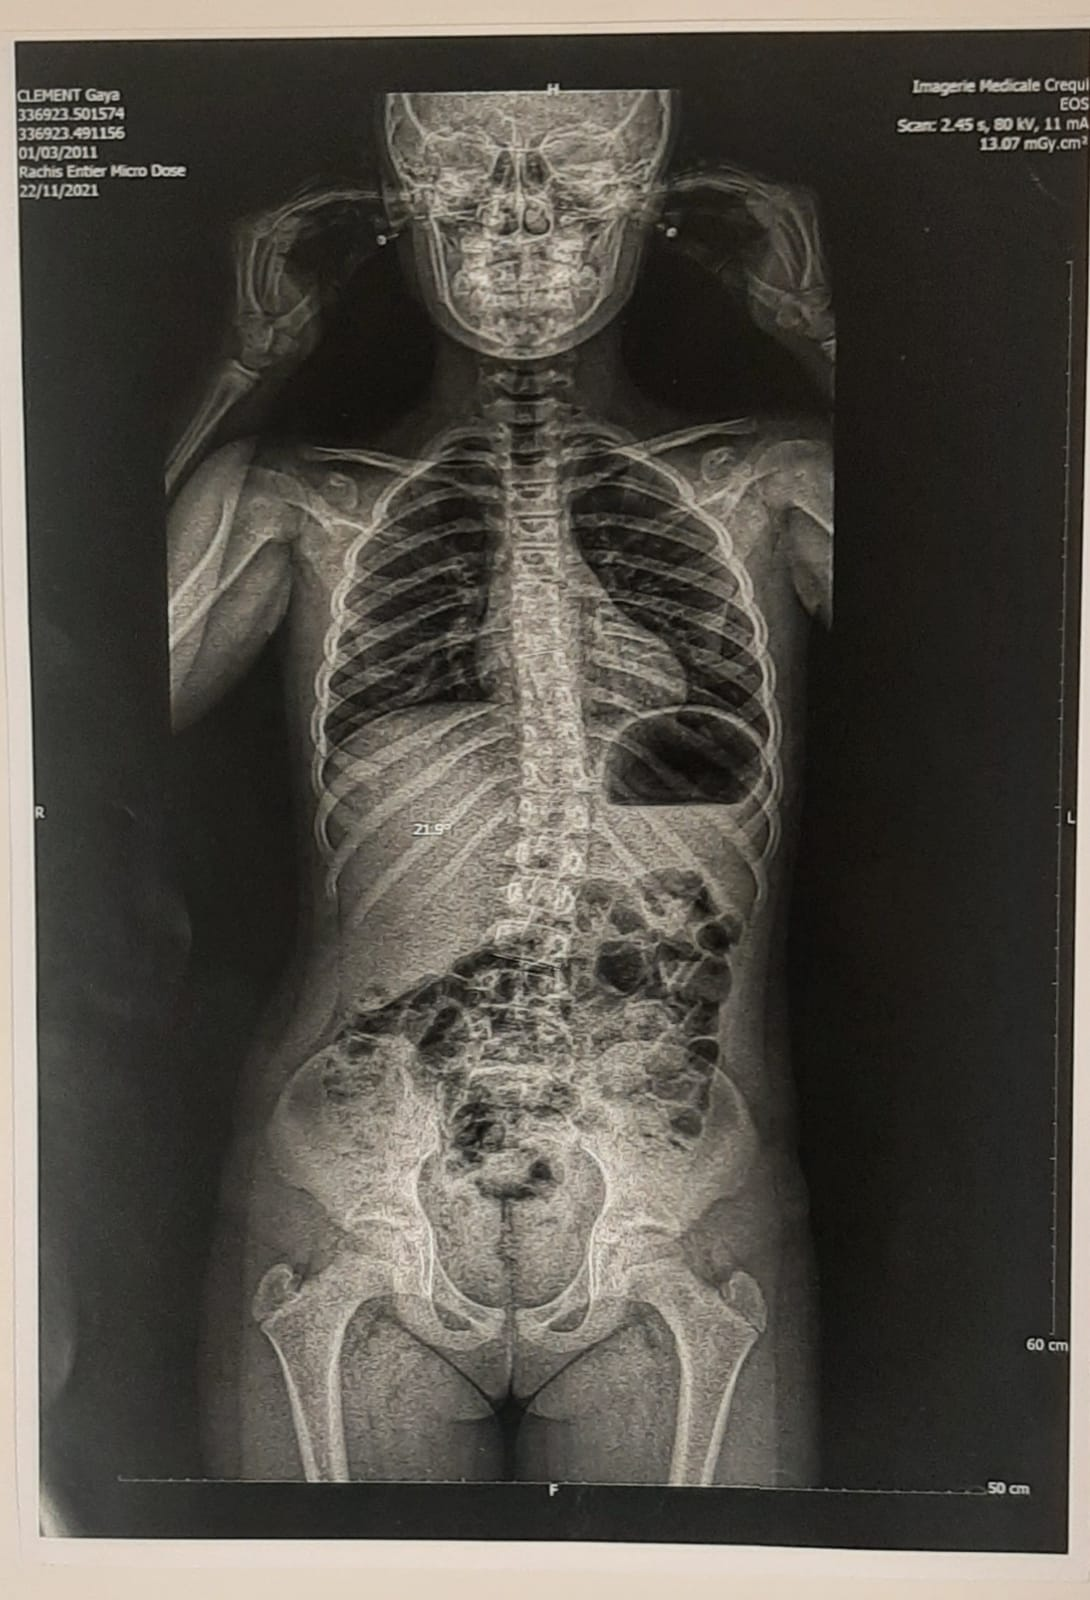 CLEMENT Gaya
336923.501574
336923.491156
01/03/2011
Rachis Entier Micro Dose
22/11/2021
Imagerie Medicale Crequi
EOS
Scan: 2.45 s, 80 kV, 11 mA
13.07 mGy.cm²
H
R
L
21.9°
60 cm
F
50 cm